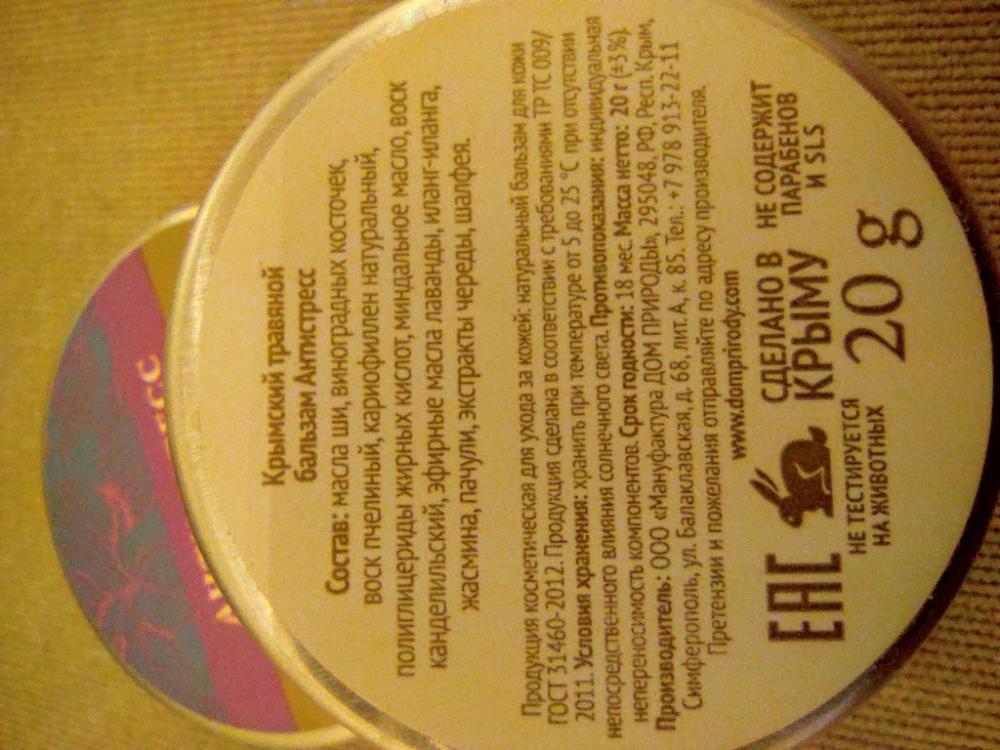 Крымский травяной
бальзам Антистресс
Состав: масла ши, виноградных косточек,
воск пчелиный, кариофиллен натуральный,
полиглицериды жирных кислот, миндальное масло, воск
канделильский, эфирные масла лаванды, иланг-иланга,
жасмина, пачули, экстракты череды, шалфея.
Продукция косметическая для ухода за кожей: натуральный бальзам для кожи
ГОСТ 31460-2012. Продукция сделана в соответствии с требованиями ТР ТС 009/
2011. Условия хранения: хранить при температуре от 5 до 25 °С при отсутствии
непосредственного влияния солнечного света. Противопоказания: индивидуальная
непереносимость компонентов. Срок годности: 18 мес. Масса нетто: 20 г (±3%).
Производитель: ООО «Мануфактура ДОМ ПРИРОДЫ», 295048, РФ, Респ. Крым,
Симферополь, ул. Балаклавская, д. 68, лит. А, к. 85. Тел.: +7 978 913-22-11
Претензии и пожелания отправляйте по адресу производителя.
www.domprirody.com
ЕАС
НЕ ТЕСТИРУЕТСЯ
НА ЖИВОТНЫХ
СДЕЛАНО В
КРЫМУ
20 g
НЕ СОДЕРЖИТ
ПАРАБЕНОВ
И SLS